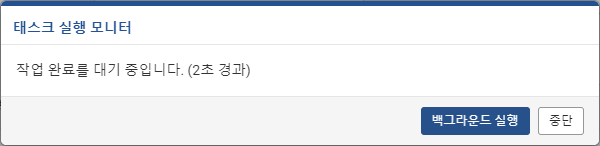 태스크 실행 모니터
작업 완료를 대기 중입니다. (2초 경과)
백그라운드 실행 중단